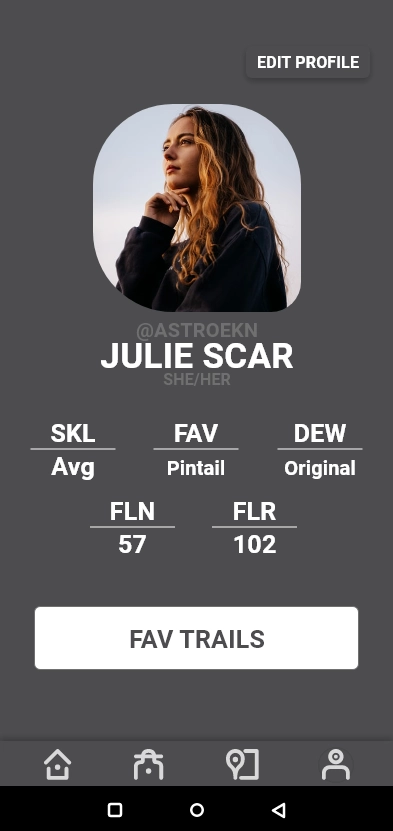 EDIT PROFILE
@ASTROEKN
JULIE SCAR
SHE/HER
SKL FAV DEW
Avg Pintail Original
FLN FLR
57 102
FAV TRAILS